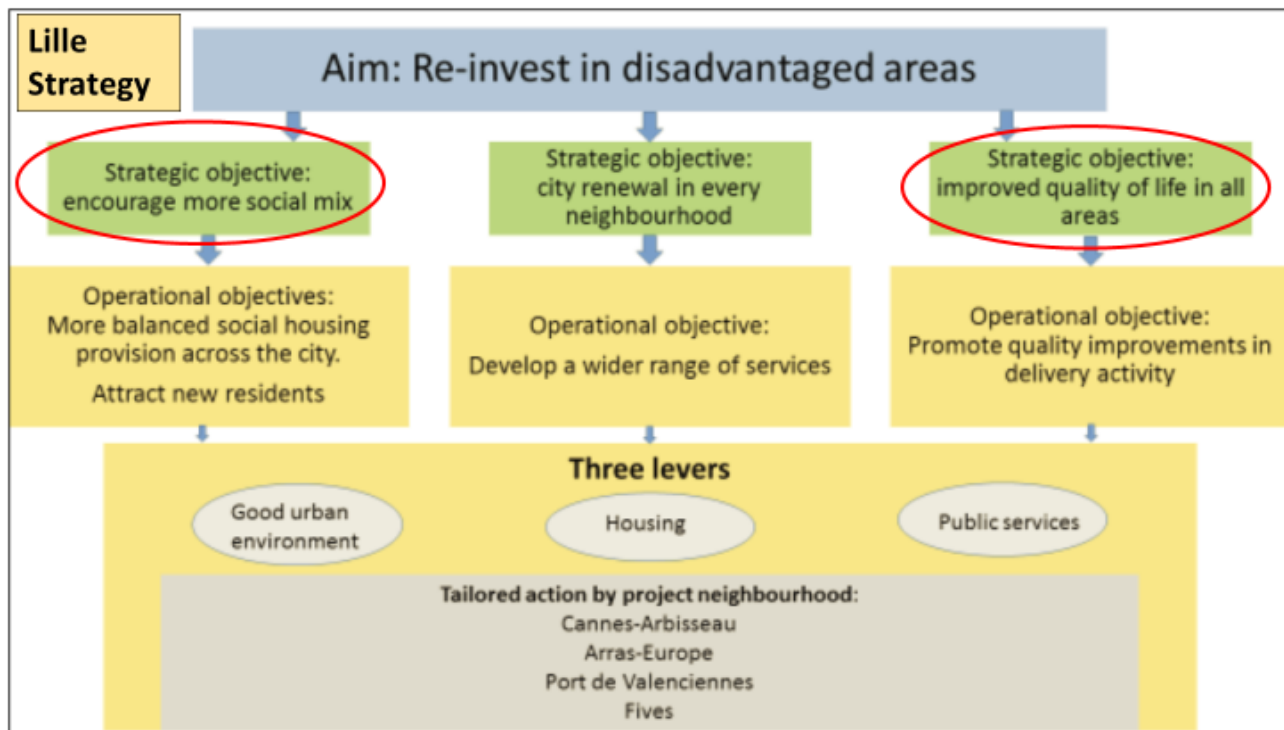 Lille
Strategy
Aim: Re-invest in disadvantaged areas
Strategic objective:
encourage more social mix
Strategic objective:
city renewal in every
neighbourhood
Strategic objective:
improved quality of life in all
areas
Operational objectives:
More balanced social housing
provision across the city.
Attract new residents
Operational objective:
Develop a wider range of services
Operational objective:
Promote quality improvements in
delivery activity
Three levers
Good urban
environment
Housing
Public services
Tailored action by project neighbourhood:
Cannes-Arbisseau
Arras-Europe
Port de Valenciennes
Fives